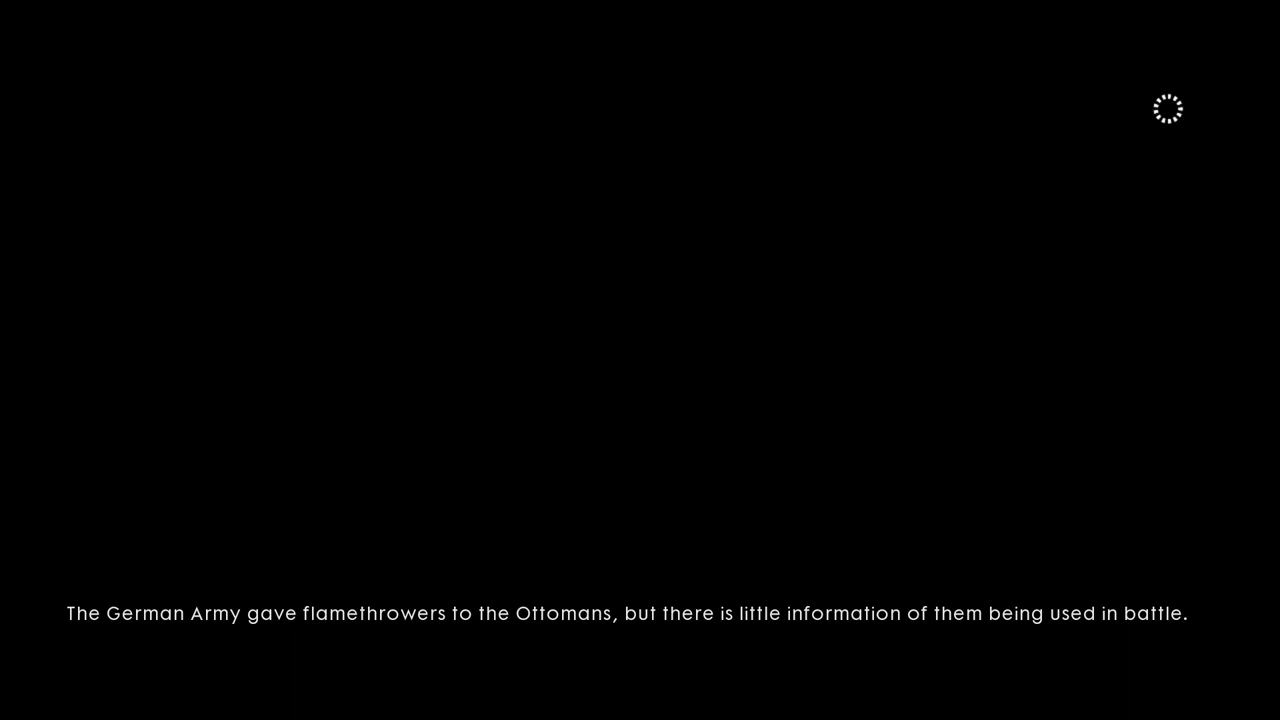 The German Army gave flamethrowers to the Ottomans, but there is little information of them being used in battle.